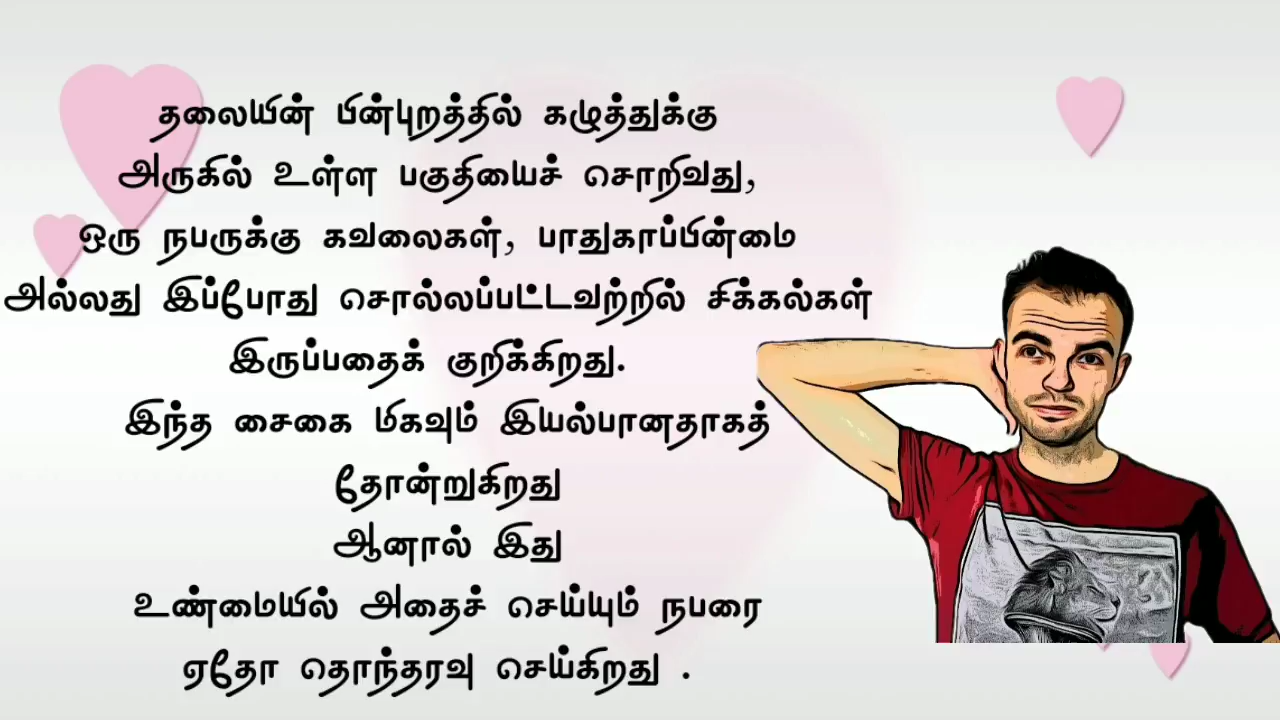 தலையின் பின்புறத்தில் கழுத்துக்கு
அருகில் உள்ள பகுதியைச் சொறிவது,
ஒரு நபருக்கு கவலைகள், பாதுகாப்பின்மை
அல்லது இப்போது சொல்லப்பட்டவற்றில் சிக்கல்கள்
இருப்பதைக் குறிக்கிறது.
இந்த சைகை மிகவும் இயல்பானதாகத்
தோன்றுகிறது
ஆனால் இது
உண்மையில் அதைச் செய்யும் நபரை
ஏதோ தொந்தரவு செய்கிறது .